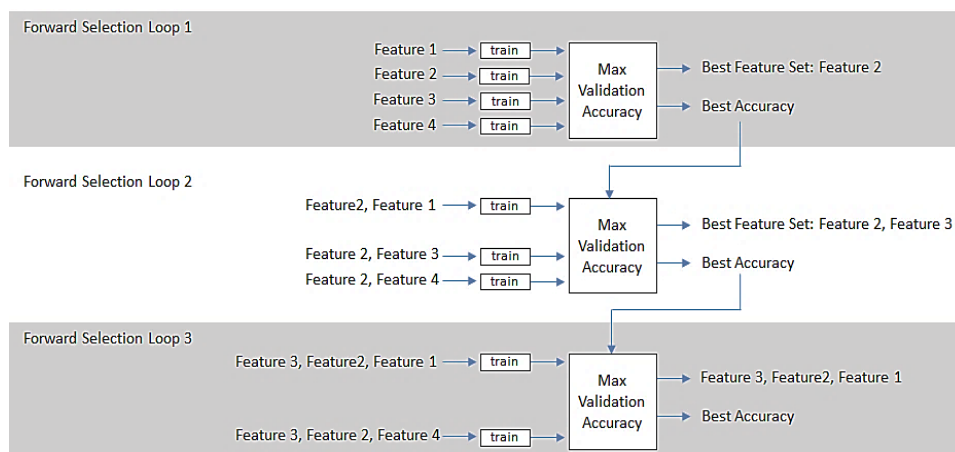 Forward Selection Loop 1
Feature 1
train
Feature 2
train
Feature 3
train
Feature 4
train
Max
Validation
Accuracy
Best Feature Set: Feature 2
Best Accuracy
Forward Selection Loop 2
Feature2, Feature 1
train
Feature 2, Feature 3
train
Feature 2, Feature 4
train
Max
Validation
Accuracy
Best Feature Set: Feature 2, Feature 3
Best Accuracy
Forward Selection Loop 3
Feature 3, Feature2, Feature 1
train
Feature 3, Feature 2, Feature 4
train
Max
Validation
Accuracy
Feature 3, Feature2, Feature 1
Best Accuracy